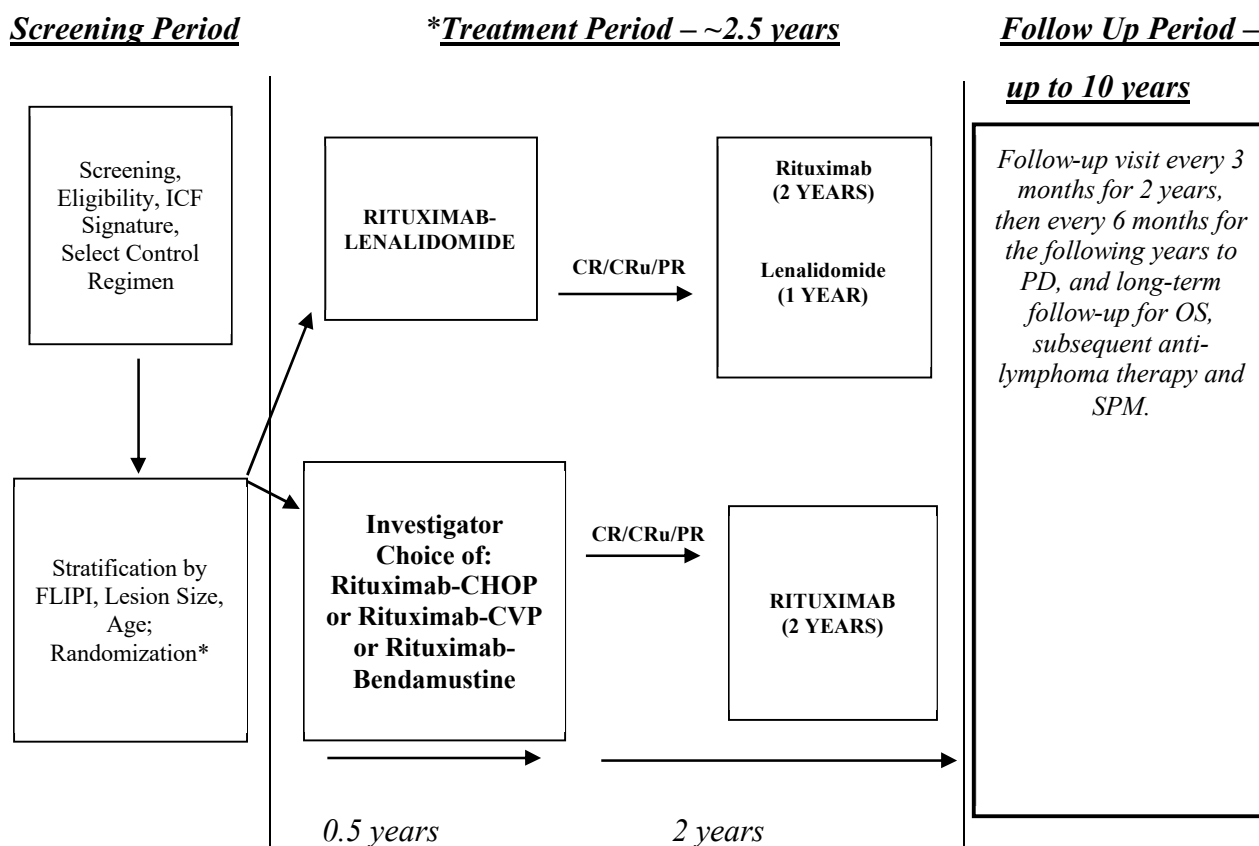 Screening Period
*Treatment Period – ~2.5 years
Follow Up Period –
up to 10 years
Screening,
Eligibility, ICF
Signature,
Select Control
Regimen
Stratification by
FLIPI, Lesion Size,
Age;
Randomization*
RITUXIMAB-
LENALIDOMIDE
CR/CRu/PR
Rituximab
(2 YEARS)
Lenalidomide
(1 YEAR)
Investigator
Choice of:
Rituximab-CHOP
or Rituximab-CVP
or Rituximab-
Bendamustine
CR/CRu/PR
RITUXIMAB
(2 YEARS)
0.5 years
2 years
Follow-up visit every 3
months for 2 years,
then every 6 months for
the following years to
PD, and long-term
follow-up for OS,
subsequent anti-
lymphoma therapy and
SPM.